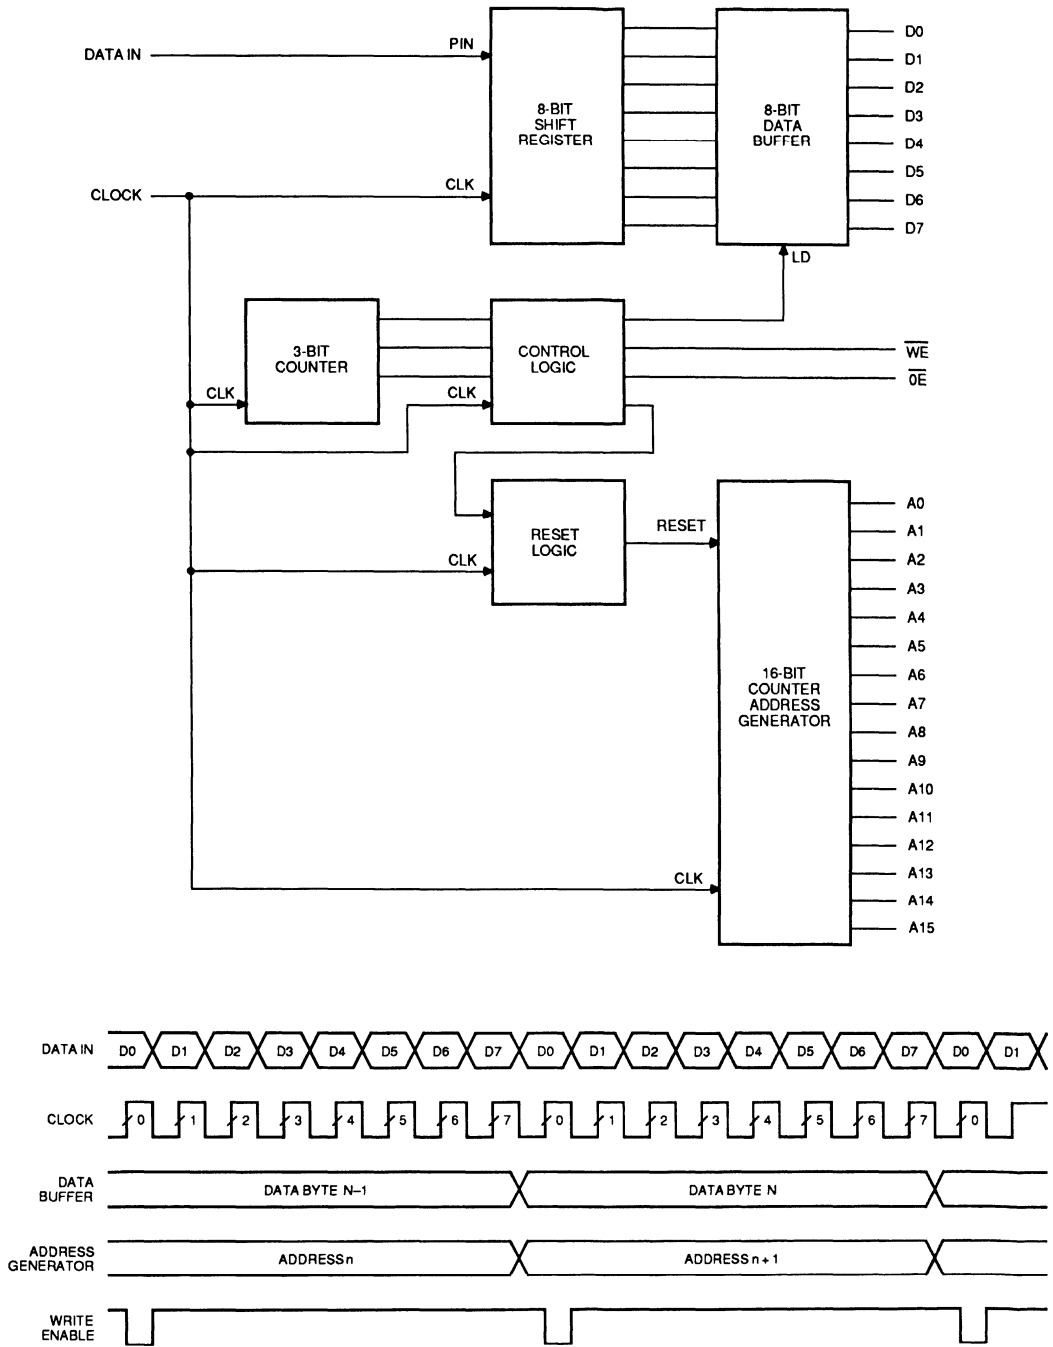 DATA IN
PIN
8-BIT
SHIFT
REGISTER
8-BIT
DATA
BUFFER
D0
D1
D2
D3
D4
D5
D6
D7
CLOCK
CLK
LD
3-BIT
COUNTER
CLK
CONTROL
LOGIC
CLK
WE
OE
RESET
LOGIC
CLK
RESET
16-BIT
COUNTER
ADDRESS
GENERATOR
CLK
A0
A1
A2
A3
A4
A5
A6
A7
A8
A9
A10
A11
A12
A13
A14
A15
DATA IN D0 D1 D2 D3 D4 D5 D6 D7 D0 D1 D2 D3 D4 D5 D6 D7 D0 D1
CLOCK 0 1 2 3 4 5 6 7 0 1 2 3 4 5 6 7 0
DATA
BUFFER
DATA BYTE N–1
DATA BYTE N
ADDRESS
GENERATOR
ADDRESS n
ADDRESS n + 1
WRITE
ENABLE